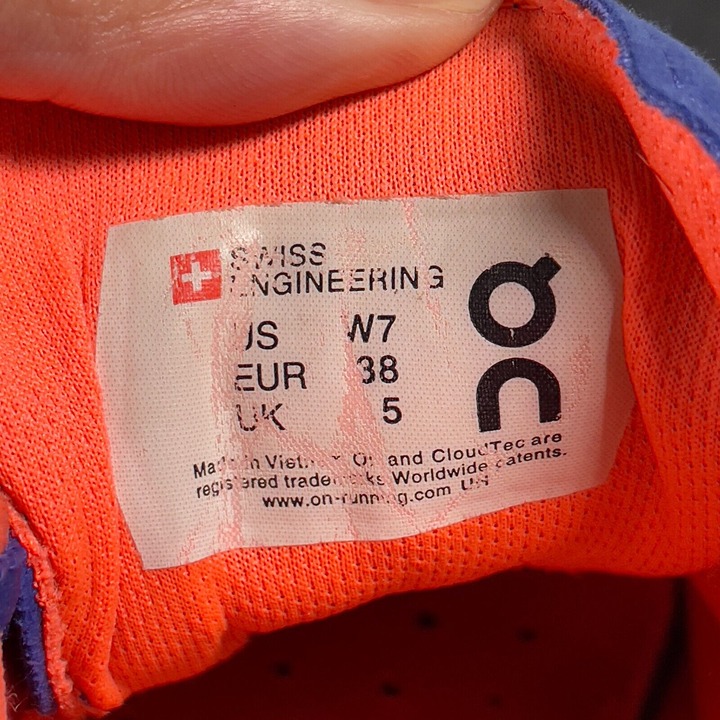 SWISS
ENGINEERING
US W7
EUR 38
UK 5
Made in Vietnam On and CloudTec are
registered trademarks Worldwide patents.
www.on-running.com
On